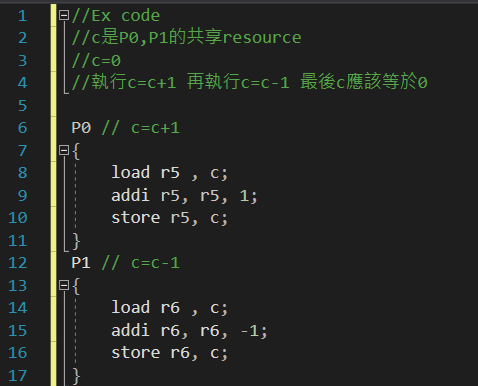 1 //Ex code
2 //c是P0,P1的共享resource
3 //c=0
4 //執行c=c+1 再執行c=c-1 最後c應該等於0
5
6 P0 // c=c+1
7 {
8 load r5 , c;
9 addi r5, r5, 1;
10 store r5, c;
11 }
12 P1 // c=c-1
13 {
14 load r6 , c;
15 addi r6, r6, -1;
16 store r6, c;
17 }